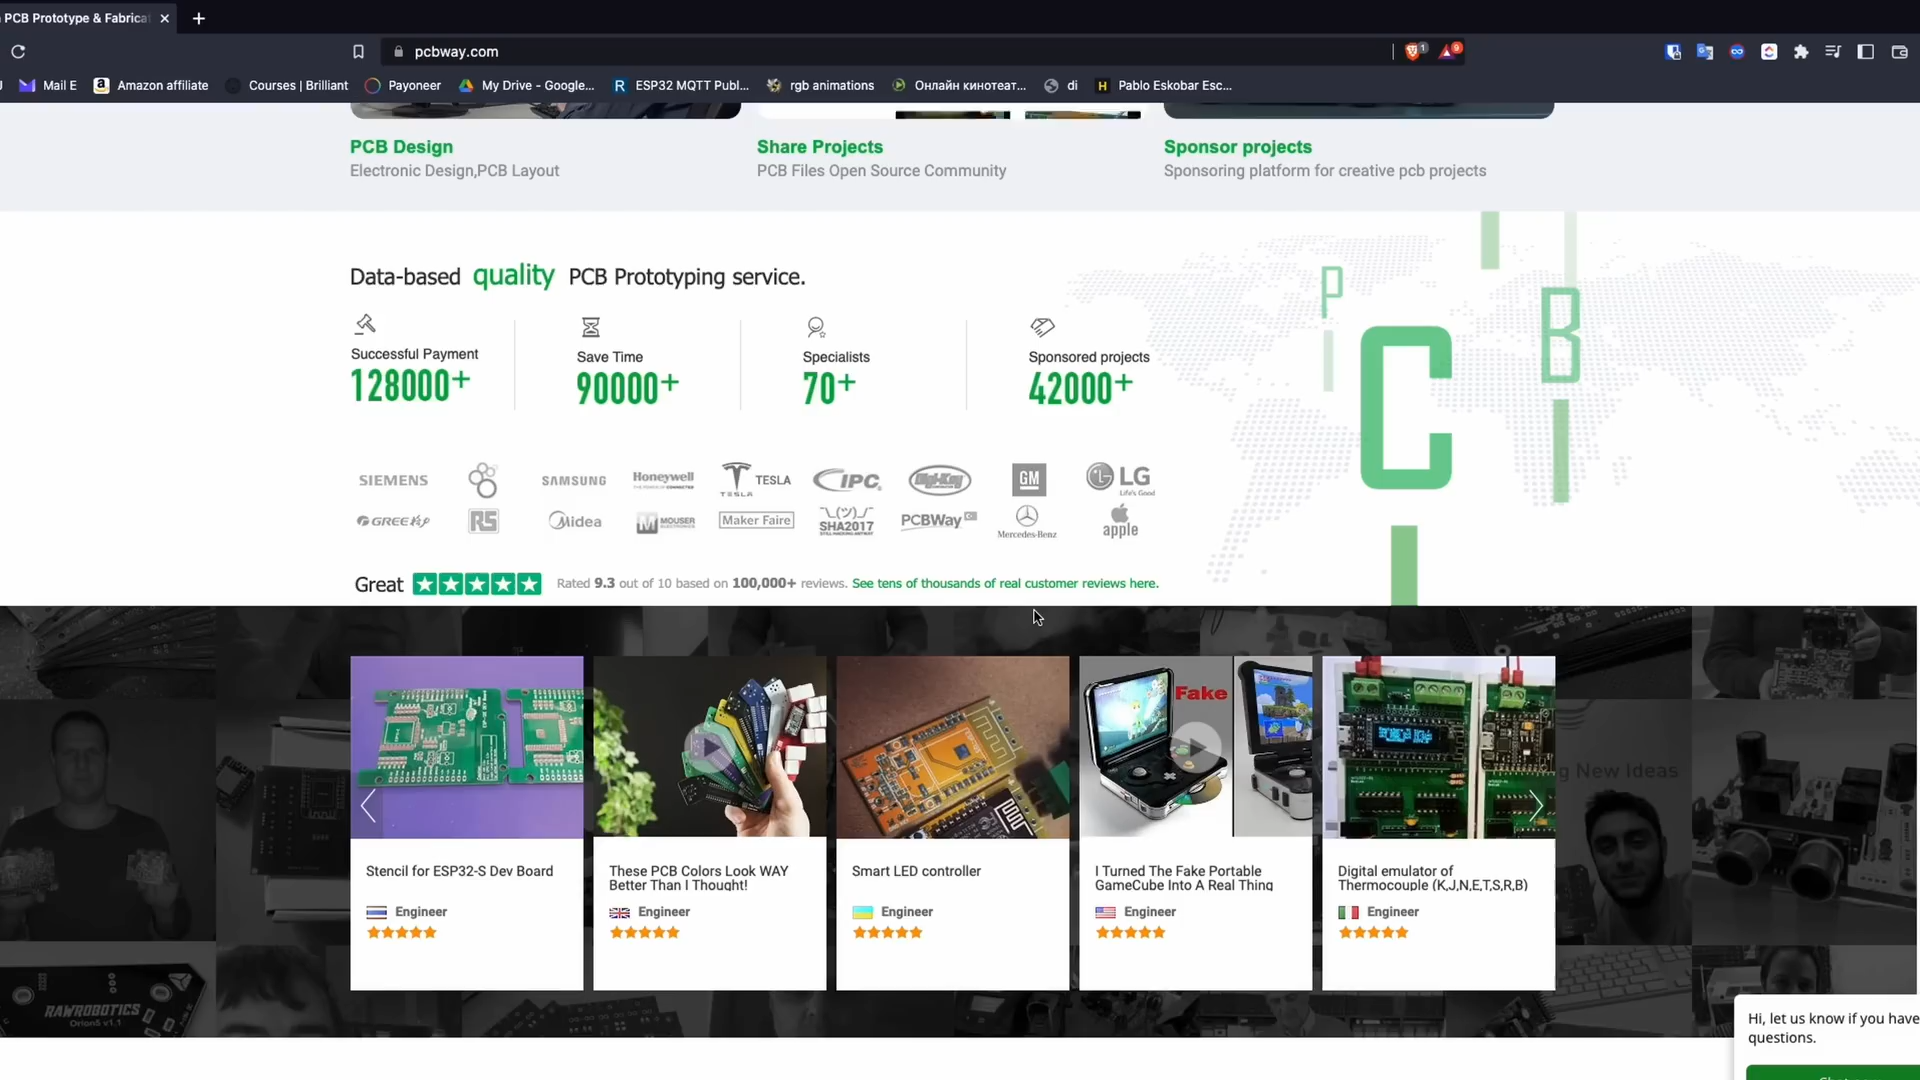 PCB Prototype & Fabrica
pcbway.com
1
9
Mail E
Amazon affiliate
Courses | Brilliant
Payoneer
My Drive - Google...
R
ESP32 MQTT Publ...
rgb animations
Онлайн кинотеат...
di
H
Pablo Eskobar Esc...
PCB Design
Electronic Design,PCB Layout
Share Projects
PCB Files Open Source Community
Sponsor projects
Sponsoring platform for creative pcb projects
Data-based quality PCB Prototyping service.
P
C
B
Successful Payment
128000+
Save Time
90000+
Specialists
70+
Sponsored projects
42000+
SIEMENS
SAMSUNG
Honeywell
THE POWER OF CONNECTED
TESLA
TESLA
IPC
Digi-Key
GM
LG
Life's Good
GREE
RS
Midea
MOUSER
ELECTRONICS
Maker Faire
¯\_(ツ)_/¯
SHA2017
STILL HACKING ANYWAY
PCBWay
Mercedes-Benz
apple
Great
Rated 9.3 out of 10 based on 100,000+ reviews. See tens of thousands of real customer reviews here.
Fake
g New Ideas
Stencil for ESP32-S Dev Board
Engineer
These PCB Colors Look WAY
Better Than I Thought!
Engineer
Smart LED controller
Engineer
I Turned The Fake Portable
GameCube Into A Real Thing
Engineer
Digital emulator of
Thermocouple (K,J,N,E,T,S,R,B)
Engineer
RAWROBOTICS
Orion5 v1.1
Hi, let us know if you have
questions.